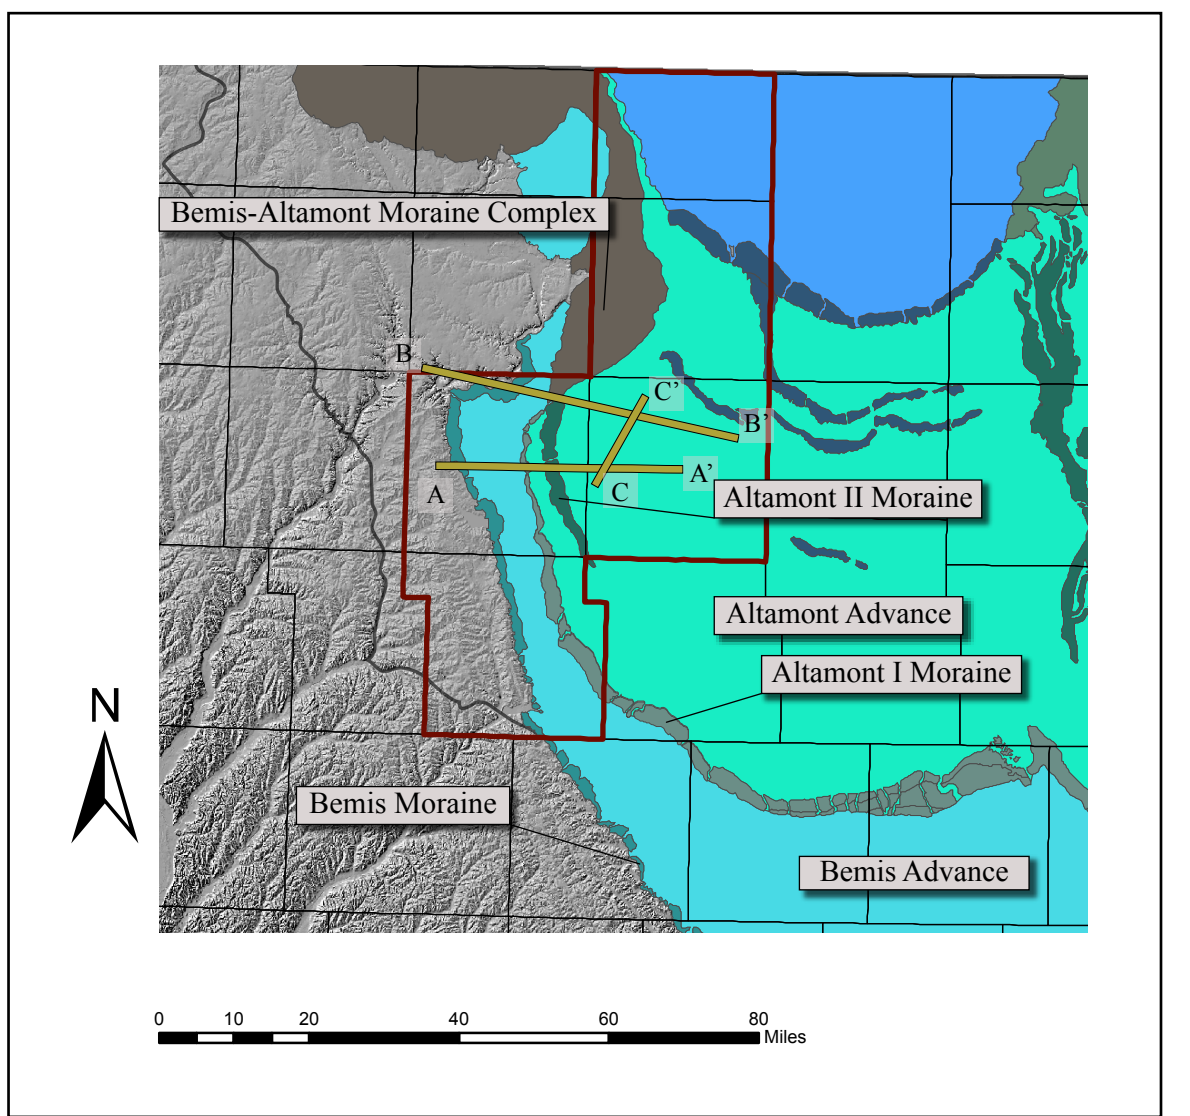 Bemis-Altamont Moraine Complex
B
C’
B’
A
C
A’
Altamont II Moraine
Altamont Advance
Altamont I Moraine
N
Bemis Moraine
Bemis Advance
0 10 20 40 60 80
Miles